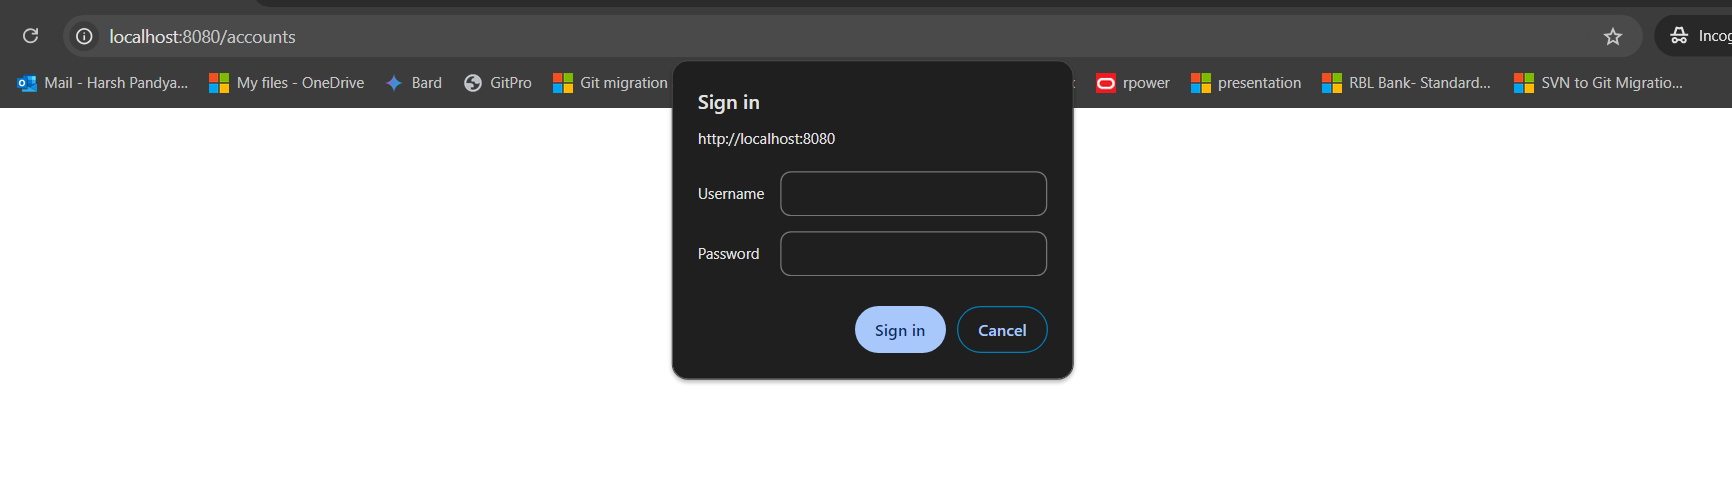 localhost:8080/accounts
Mail - Harsh Pandya... My files - OneDrive Bard GitPro Git migration rpower presentation RBL Bank- Standard... SVN to Git Migratio...
Sign in
http://localhost:8080
Username
Password
Sign in Cancel